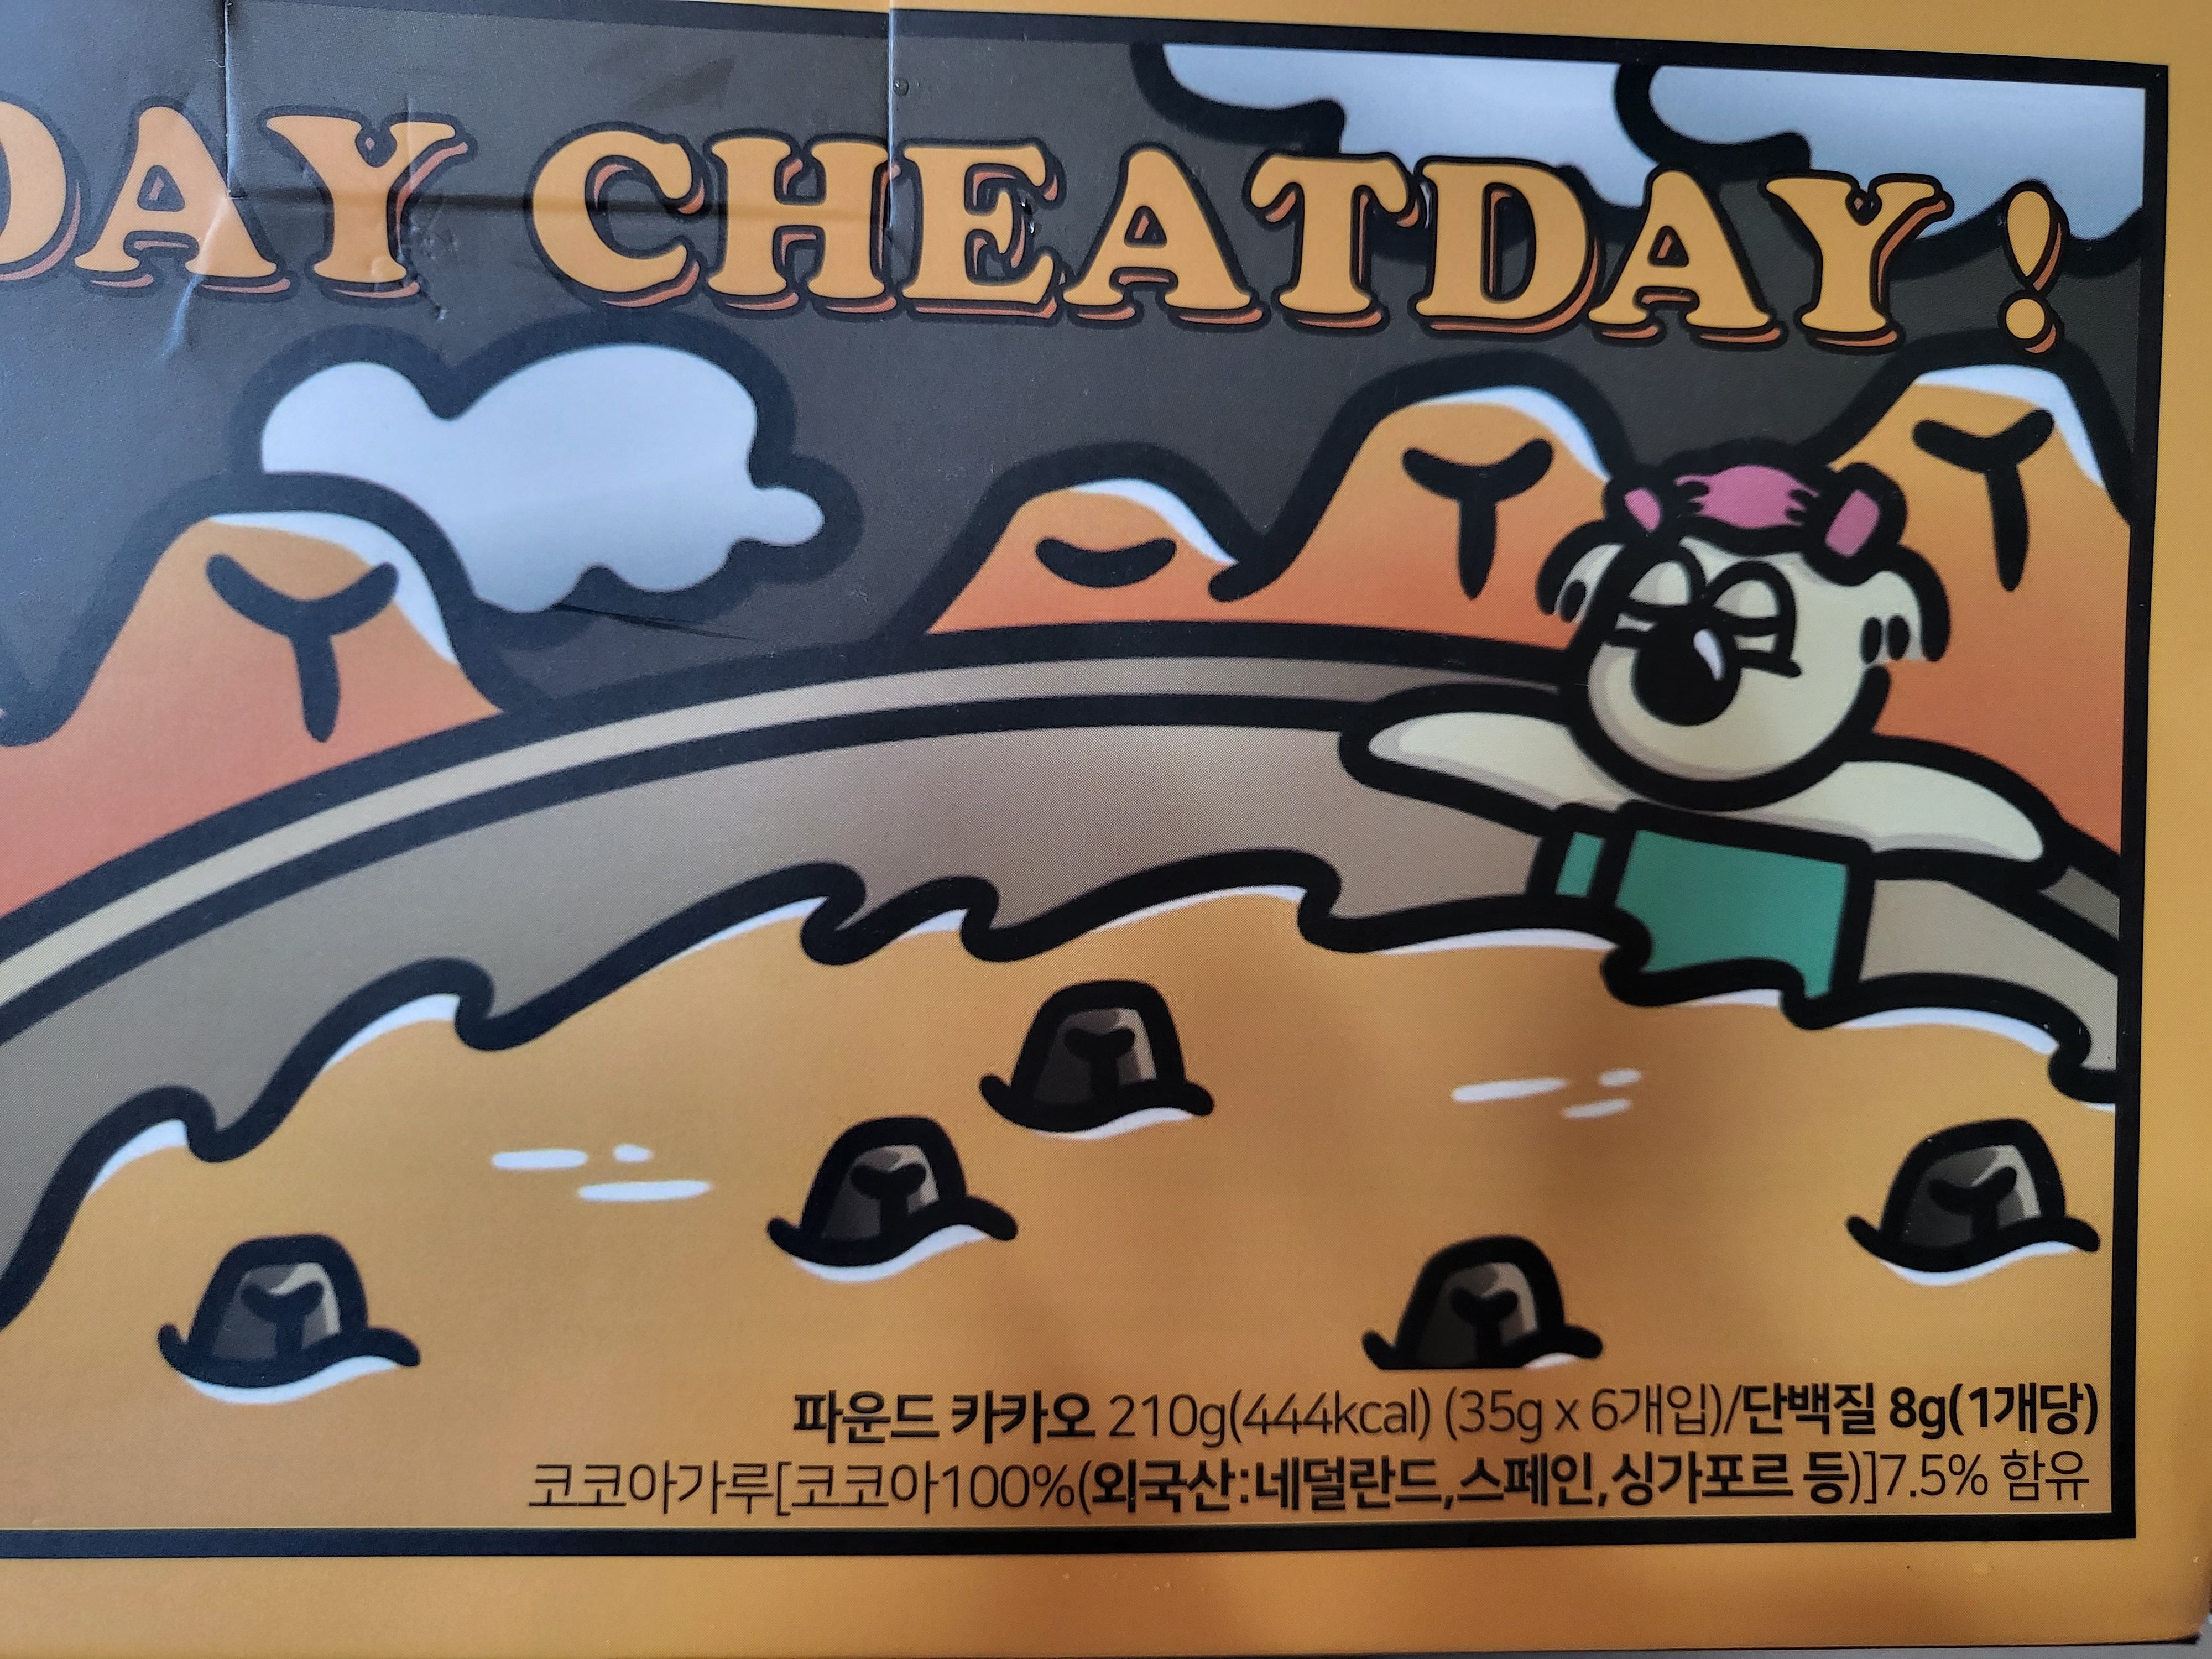 DAY CHEATDAY!
파운드 카카오 210g(444kcal) (35g x 6개입)/단백질 8g(1개당)
코코아가루[코코아100%(외국산:네덜란드,스페인,싱가포르 등)]7.5% 함유